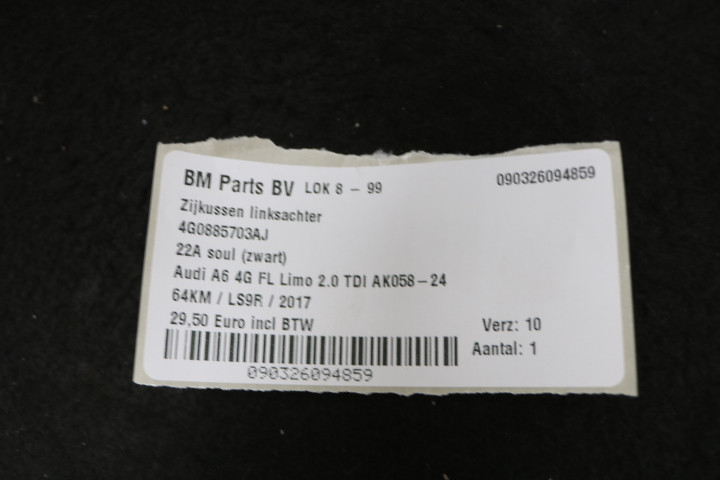 BM Parts BV LOK 8 - 99 090326094859
Zijkussen linksachter
4G0885703AJ
22A soul (zwart)
Audi A6 4G FL Limo 2.0 TDI AK058-24
64KM / LS9R / 2017
29,50 Euro incl BTW Verz: 10
Aantal: 1
090326094859